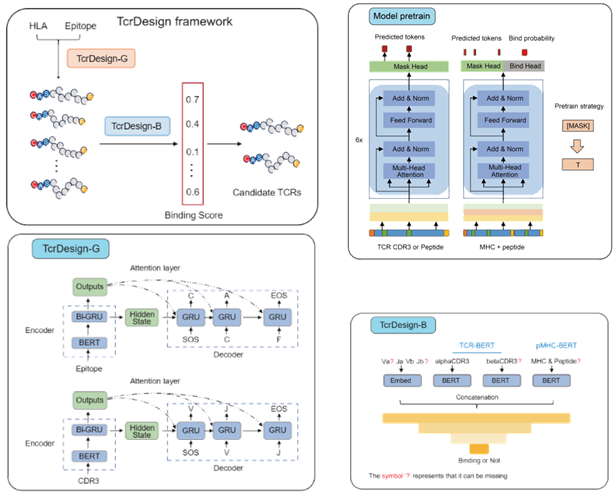 TcrDesign framework
HLA Epitope
TcrDesign-G
TcrDesign-B
0.7
0.4
0.1
0.6
Binding Score
Candidate TCRs
Model pretrain
Predicted tokens
Predicted tokens Bind probability
Mask Head
Mask Head Bind Head
Add & Norm
Feed Forward
Add & Norm
Multi-Head
Attention
6x
Add & Norm
Feed Forward
Add & Norm
Multi-Head
Attention
TCR CDR3 or Peptide
MHC + peptide
Pretrain strategy
[MASK]
T
TcrDesign-G
Attention layer
Outputs
C A EOS
Encoder
Bi-GRU
Hidden
State
GRU GRU GRU
BERT
SOS C F
Decoder
Epitope
Attention layer
Outputs
V J EOS
Encoder
Bi-GRU
Hidden
State
GRU GRU GRU
BERT
SOS V J
Decoder
CDR3
TcrDesign-B
TCR-BERT pMHC-BERT
Va? Ja Vb Jb? alphaCDR3 betaCDR3? MHC & Peptide?
Embed BERT BERT BERT
Concatenation
Binding or Not
The symbol ? represents that it can be missing